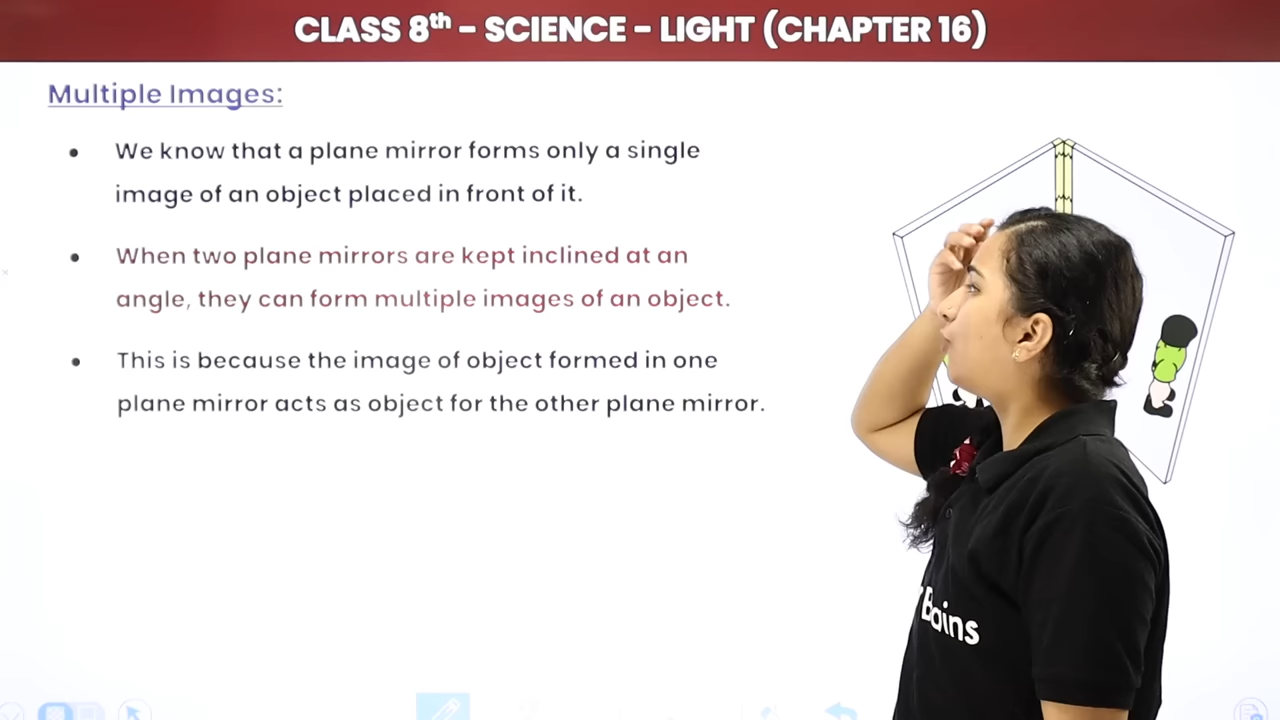 CLASS 8th – SCIENCE – LIGHT (CHAPTER 16)
Multiple Images:
• We know that a plane mirror forms only a single
image of an object placed in front of it.
• When two plane mirrors are kept inclined at an
angle, they can form multiple images of an object.
• This is because the image of object formed in one
plane mirror acts as object for the other plane mirror.
Brains